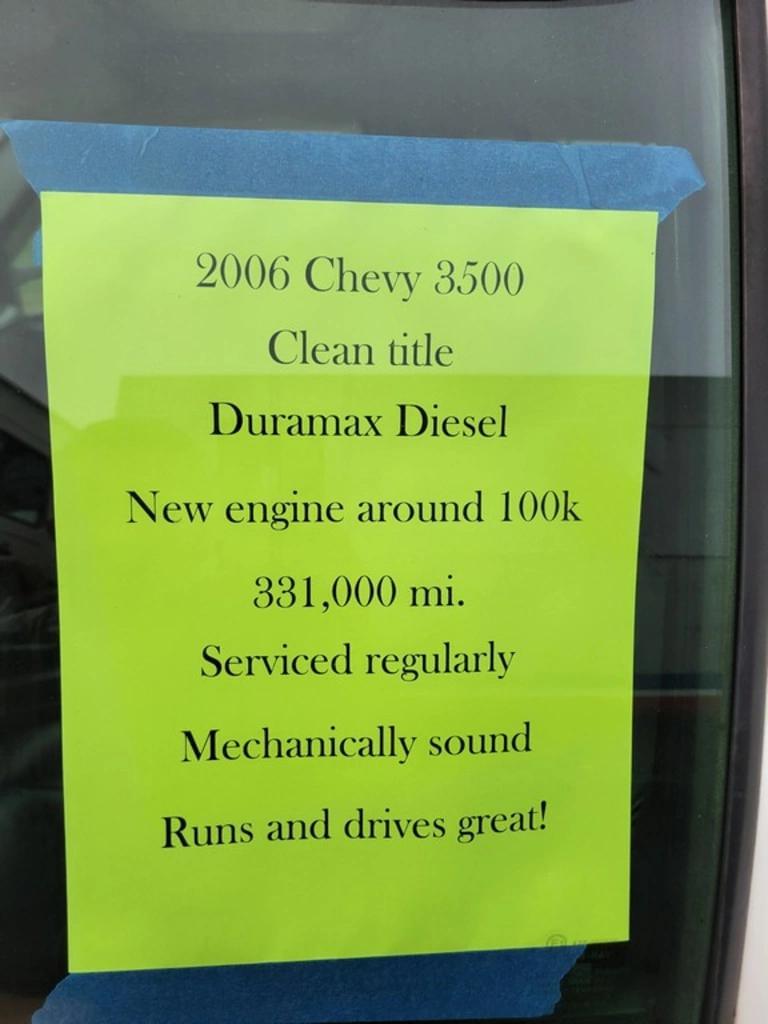 2006 Chevy 3500
Clean title
Duramax Diesel
New engine around 100k
331,000 mi.
Serviced regularly
Mechanically sound
Runs and drives great!